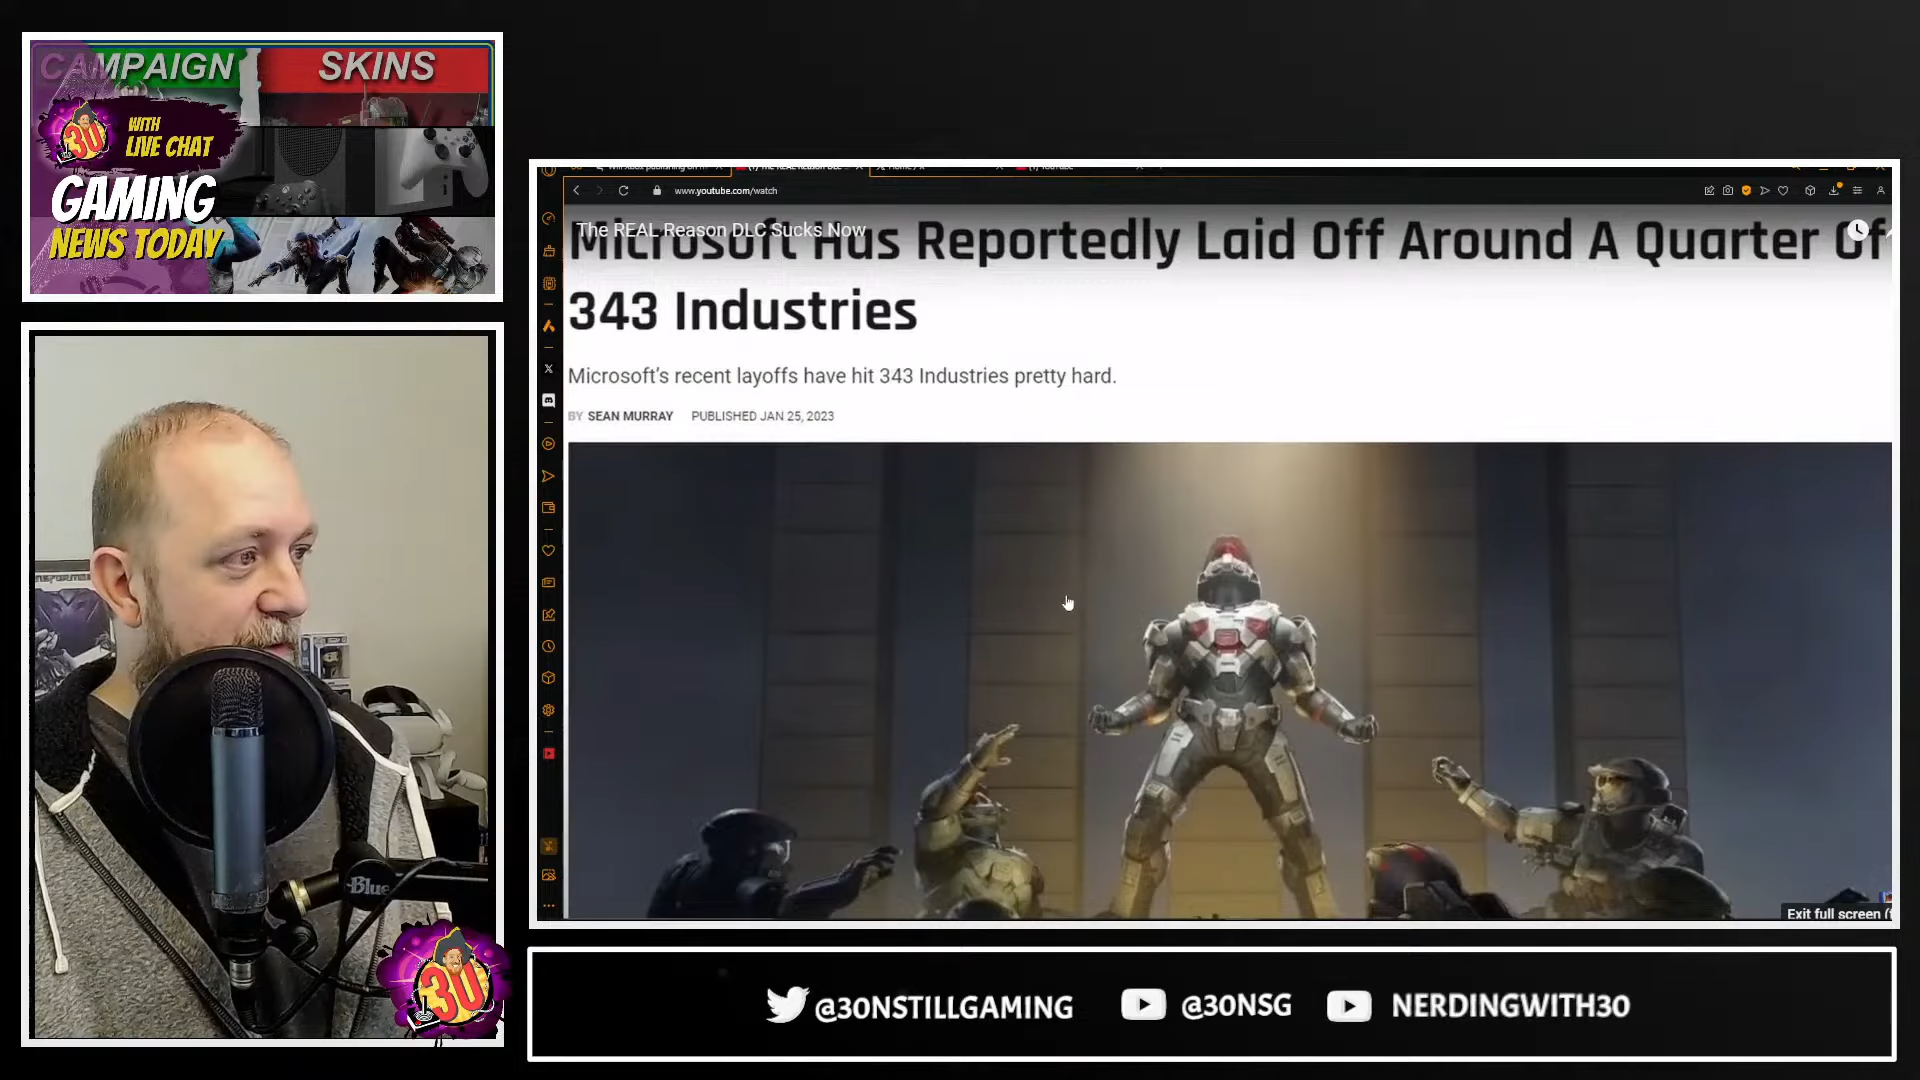 CAMPAIGN SKINS
30
WITH
LIVE CHAT
GAMING
NEWS TODAY
www.youtube.com/watch
The REAL Reason DLC Sucks Now
Microsoft Has Reportedly Laid Off Around A Quarter Of
343 Industries
Microsoft's recent layoffs have hit 343 Industries pretty hard.
BY SEAN MURRAY PUBLISHED JAN 25, 2023
Exit full screen (f
Blue
30
@30NSTILLGAMING @30NSG NERDINGWITH30